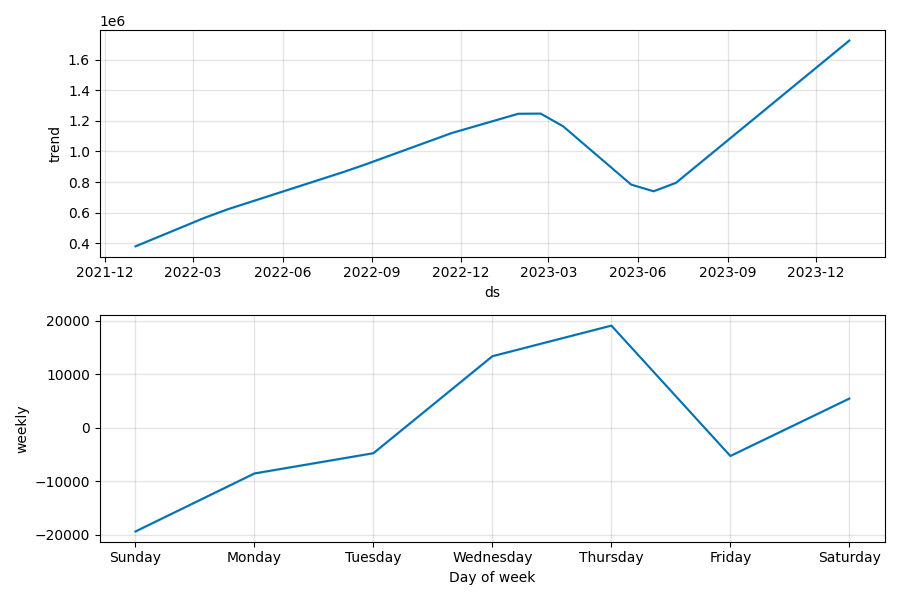 1e6
1.6
1.4
1.2
1.0
0.8
0.6
0.4
trend
2021-12 2022-03 2022-06 2022-09 2022-12 2023-03 2023-06 2023-09 2023-12
ds
20000
10000
0
−10000
−20000
weekly
Sunday Monday Tuesday Wednesday Thursday Friday Saturday
Day of week